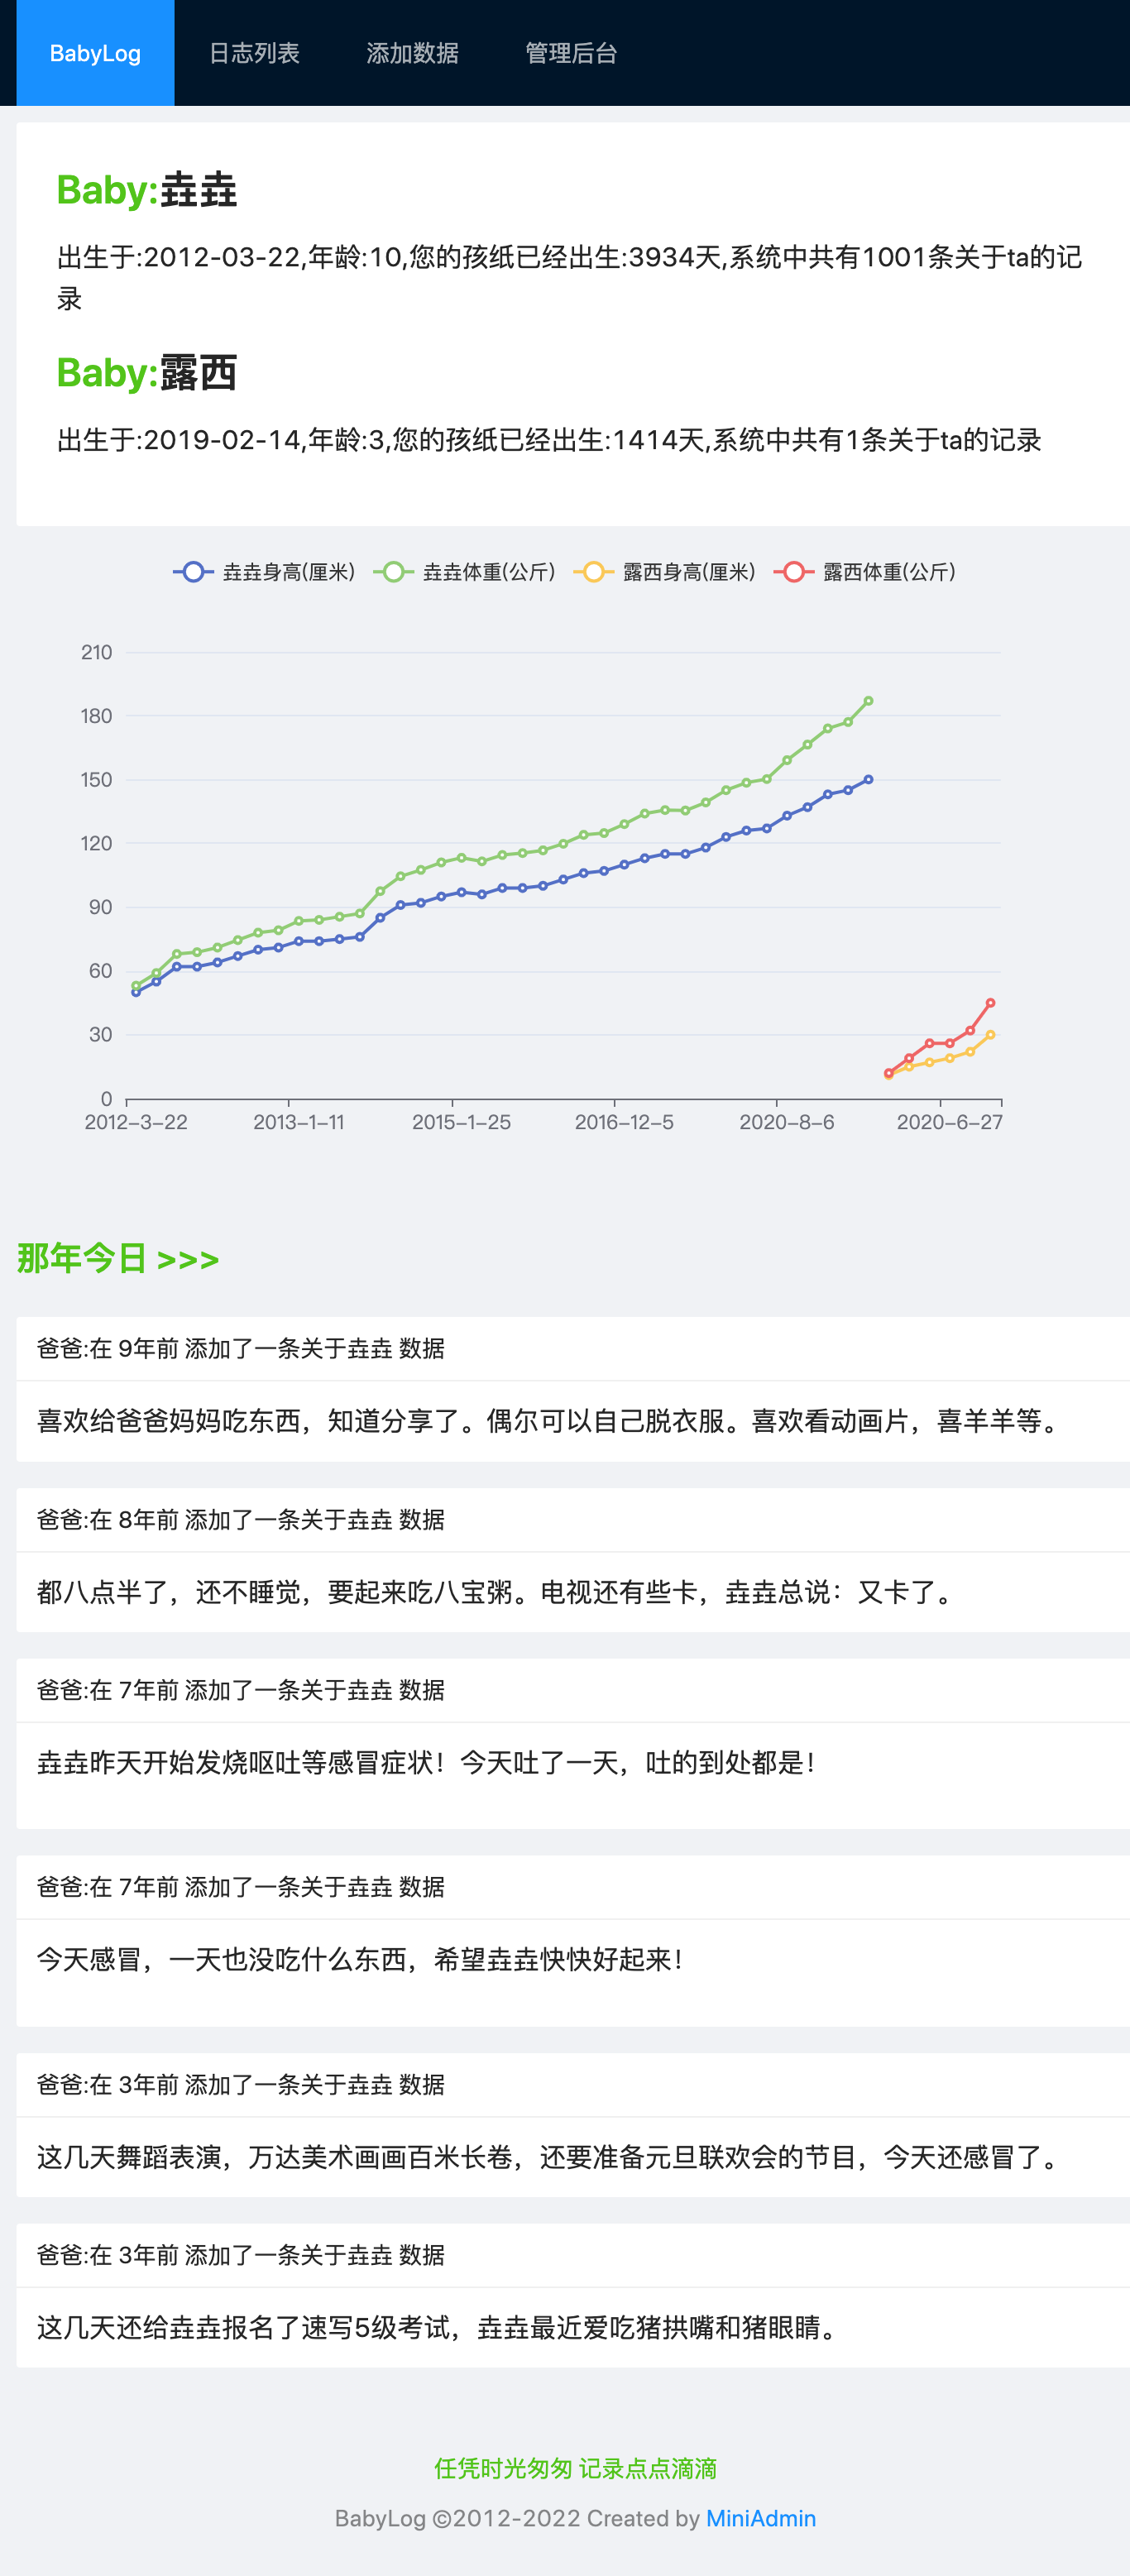 BabyLog 日志列表 添加数据 管理后台
Baby:垚垚
出生于:2012-03-22,年龄:10,您的孩纸已经出生:3934天,系统中共有1001条关于ta的记
录
Baby:露西
出生于:2019-02-14,年龄:3,您的孩纸已经出生:1414天,系统中共有1条关于ta的记录
垚垚身高(厘米) 垚垚体重(公斤) 露西身高(厘米) 露西体重(公斤)
210
180
150
120
90
60
30
0
2012-3-22 2013-1-11 2015-1-25 2016-12-5 2020-8-6 2020-6-27
那年今日 >>>
爸爸:在 9年前 添加了一条关于垚垚 数据
喜欢给爸爸妈妈吃东西，知道分享了。偶尔可以自己脱衣服。喜欢看动画片，喜羊羊等。
爸爸:在 8年前 添加了一条关于垚垚 数据
都八点半了，还不睡觉，要起来吃八宝粥。电视还有些卡，垚垚总说：又卡了。
爸爸:在 7年前 添加了一条关于垚垚 数据
垚垚昨天开始发烧呕吐等感冒症状！今天吐了一天，吐的到处都是！
爸爸:在 7年前 添加了一条关于垚垚 数据
今天感冒，一天也没吃什么东西，希望垚垚快快好起来！
爸爸:在 3年前 添加了一条关于垚垚 数据
这几天舞蹈表演，万达美术画画百米长卷，还要准备元旦联欢会的节目，今天还感冒了。
爸爸:在 3年前 添加了一条关于垚垚 数据
这几天还给垚垚报名了速写5级考试，垚垚最近爱吃猪拱嘴和猪眼睛。
任凭时光匆匆 记录点点滴滴
BabyLog ©2012-2022 Created by MiniAdmin